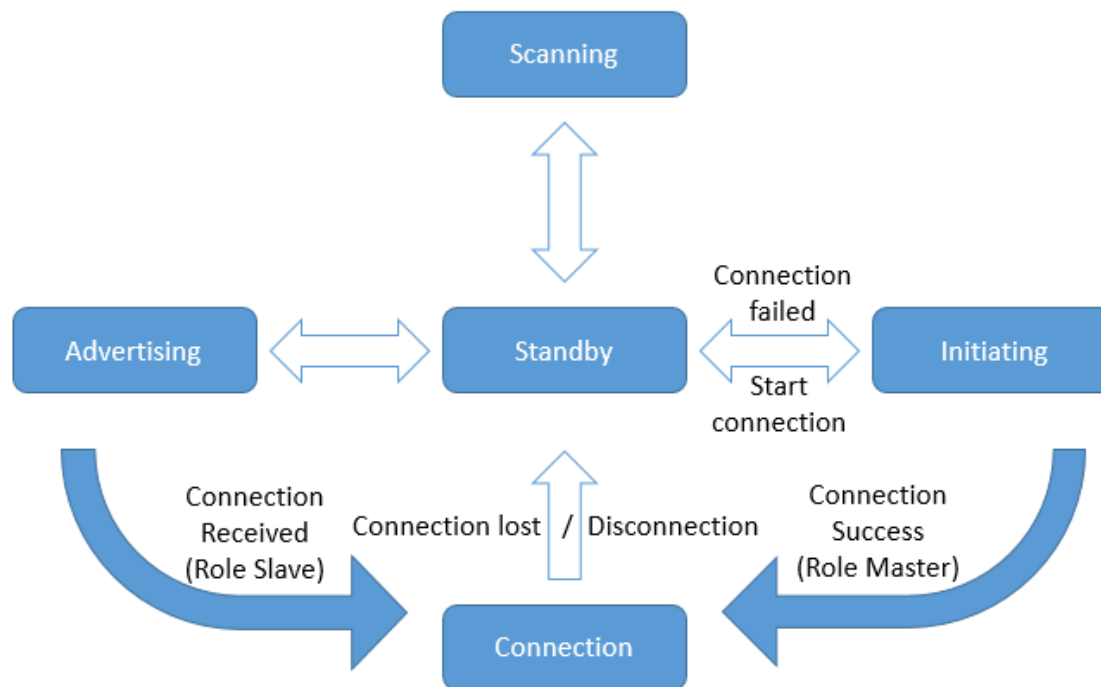 Scanning
Connection
failed
Advertising
Standby
Initiating
Start
connection
Connection
Received
(Role Slave)
Connection lost / Disconnection
Connection
Success
(Role Master)
Connection